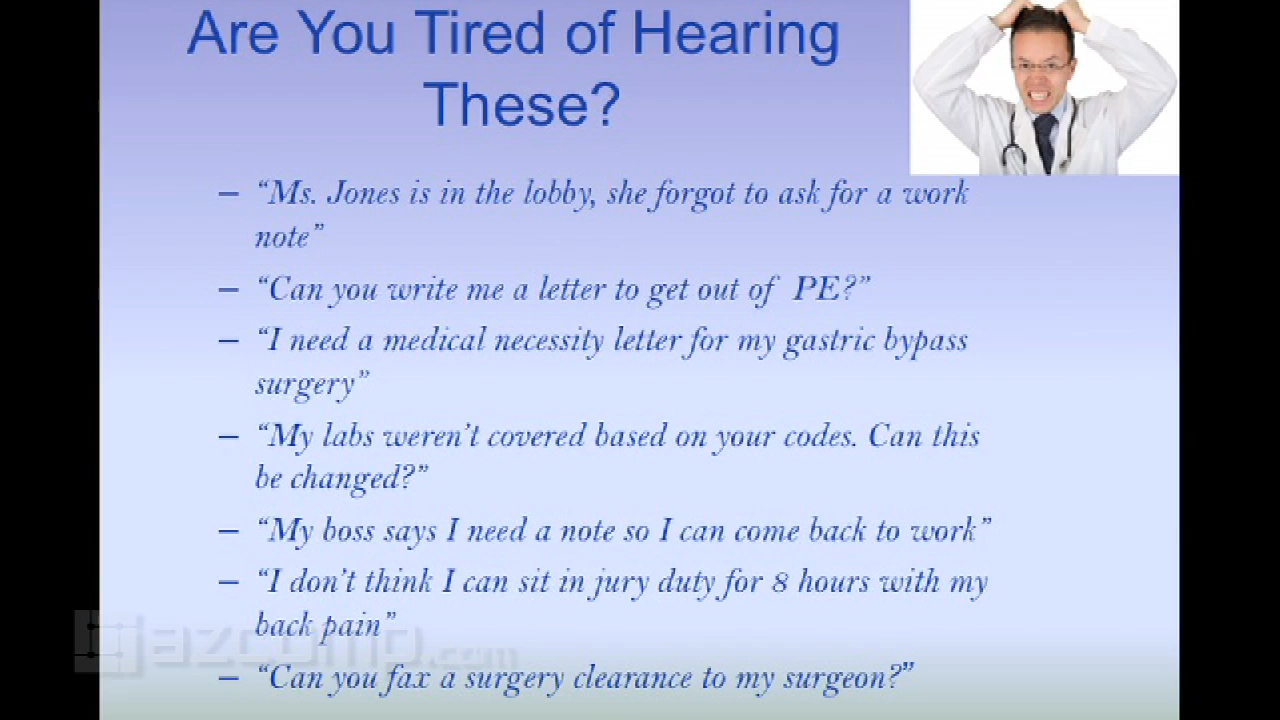 Are You Tired of Hearing
These?
– “Ms. Jones is in the lobby, she forgot to ask for a work
note”
– “Can you write me a letter to get out of PE?”
– “I need a medical necessity letter for my gastric bypass
surgery”
– “My labs weren’t covered based on your codes. Can this
be changed?”
– “My boss says I need a note so I can come back to work”
– “I don’t think I can sit in jury duty for 8 hours with my
back pain”
azcomp.com
– “Can you fax a surgery clearance to my surgeon?”